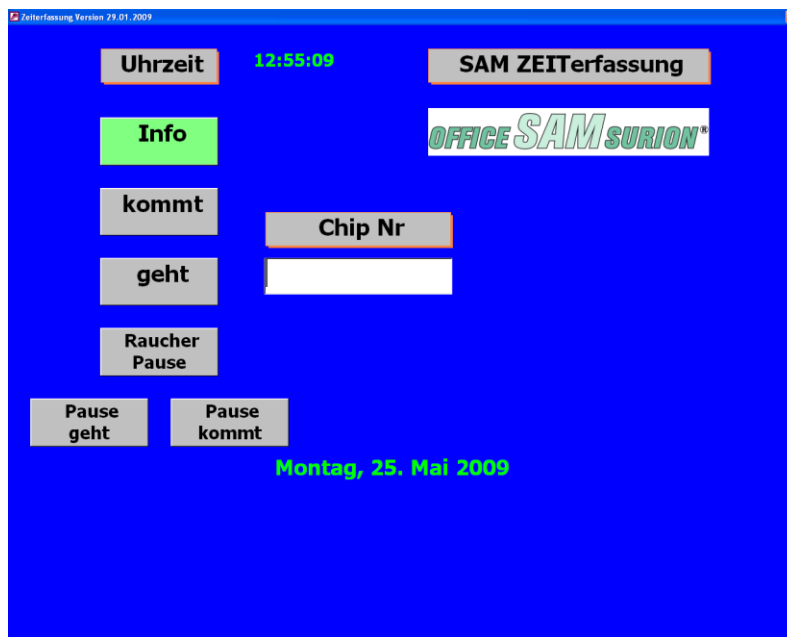 Zeiterfassung Version 29.01.2009
Uhrzeit
12:55:09
SAM ZEITerfassung
Info
OFFICE SAM SURION®
kommt
Chip Nr
geht
Raucher
Pause
Pause
geht
Pause
kommt
Montag, 25. Mai 2009